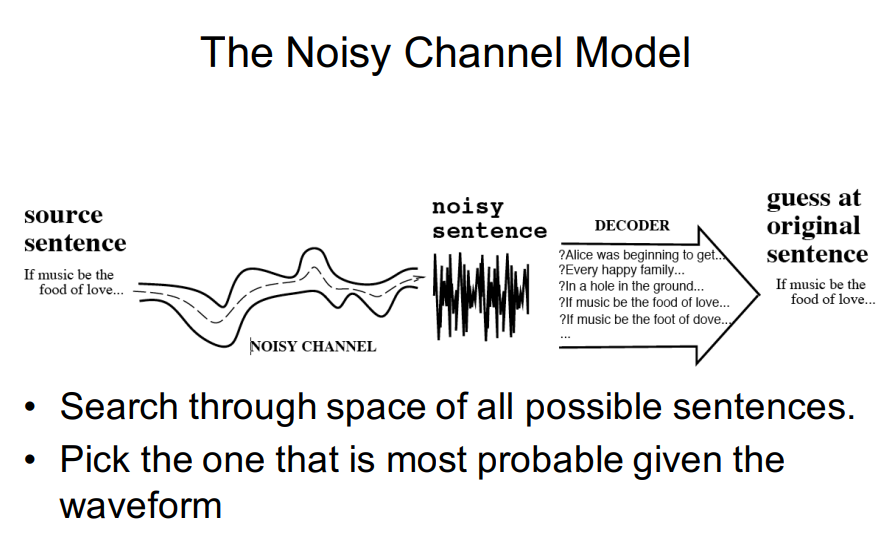 The Noisy Channel Model
source
sentence
If music be the
food of love...
NOISY CHANNEL
noisy
sentence
DECODER
?Alice was beginning to get...
?Every happy family...
?In a hole in the ground...
?If music be the food of love...
?If music be the foot of dove...
...
guess at
original
sentence
If music be the
food of love...
• Search through space of all possible sentences.
• Pick the one that is most probable given the
waveform